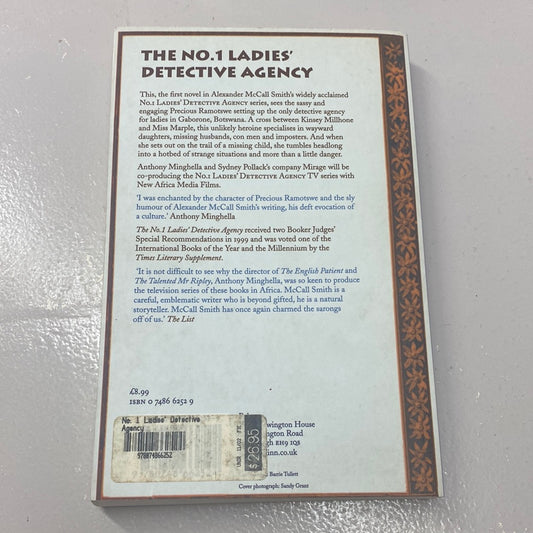 THE NO.1 LADIES'
DETECTIVE AGENCY
This, the first novel in Alexander McCall Smith's widely acclaimed
No.1 Ladies' Detective Agency series, sees the sassy and
engaging Precious Ramotswe setting up the only detective agency
for ladies in Gaborone, Botswana. A cross between Kinsey Millhone
and Miss Marple, this unlikely heroine specialises in wayward
daughters, missing husbands, con men and imposters. And when
she sets out on the trail of a missing child, she tumbles headlong
into a hotbed of strange situations and more than a little danger.
Anthony Minghella and Sydney Pollack's company Mirage will be
co-producing the No.1 Ladies' Detective Agency TV series with
New Africa Media Films.
'I was enchanted by the character of Precious Ramotswe and the sly
humour of Alexander McCall Smith's writing, his deft evocation of
a culture.' Anthony Minghella
The No.1 Ladies' Detective Agency received two Booker Judges'
Special Recommendations in 1999 and was voted one of the
International Books of the Year and the Millennium by the
Times Literary Supplement.
'It is not difficult to see why the director of The English Patient and
The Talented Mr Ripley, Anthony Minghella, was so keen to produce
the television series of these books in Africa. McCall Smith is a
careful, emblematic writer who is beyond gifted, he is a natural
storyteller. McCall Smith has once again charmed the sarongs
off of us.' The List
£8.99
ISBN 0 7486 6252 9
No. 1 Ladies' Detective
Agency
$26.95
wington House
ngton Road
gh EH9 1QS
inn.co.uk
Barrie Tullett
Cover photograph: Sandy Grant